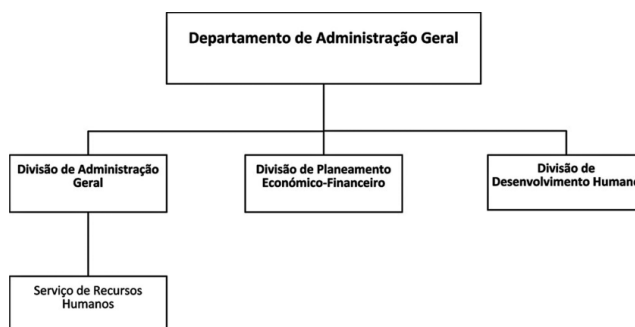 Departamento de Administração Geral
Divisão de Administração
Geral
Divisão de Planeamento
Económico-Financeiro
Divisão de
Desenvolvimento Humano
Serviço de Recursos
Humanos